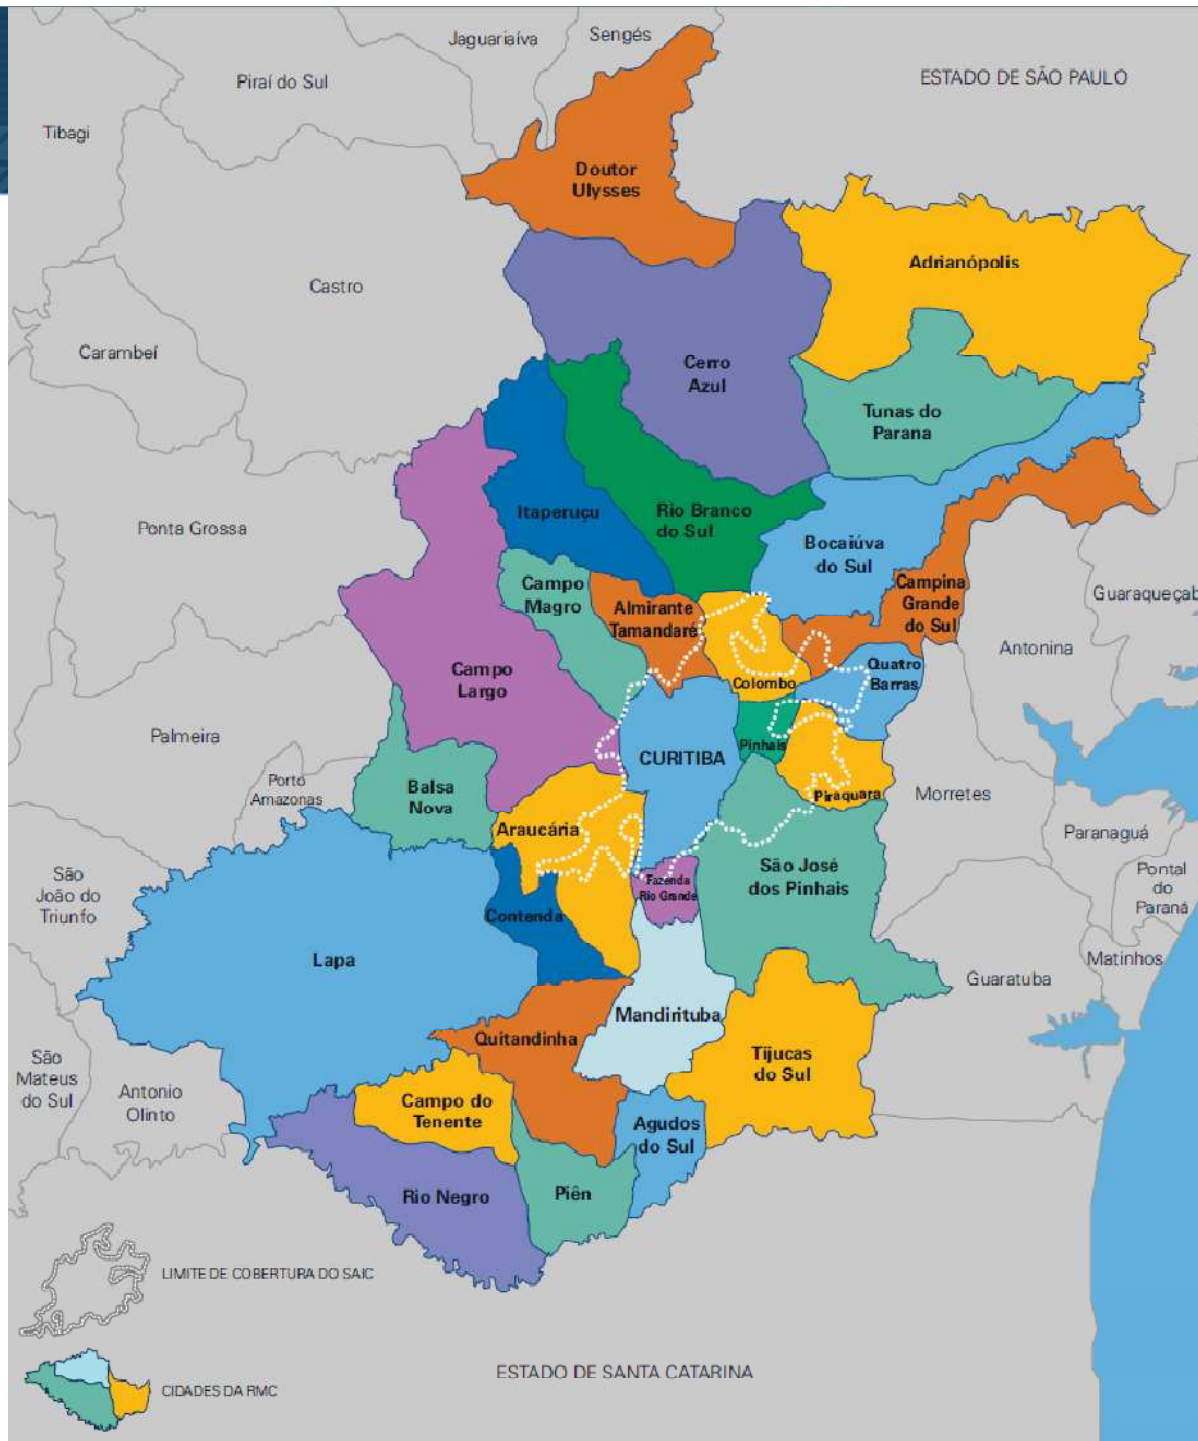 Jaguariaíva
Sengés
Piraí do Sul
ESTADO DE SÃO PAULO
Tibagi
Doutor
Ulysses
Adrianópolis
Castro
Carambeí
Cerro
Azul
Tunas do
Parana
Itaperuçu
Rio Branco
do Sul
Ponta Grossa
Bocaiúva
do Sul
Campo
Magro
Almirante
Tamandaré
Campina
Grande
do Sul
Guaraqueçab
Antonina
Campo
Largo
Colombo
Quatro
Barras
Palmeira
CURITIBA
Pinhais
Porto
Amazonas
Balsa
Nova
Piraquara
Morretes
Araucária
Paranaguá
São
João do
Triunfo
São José
dos Pinhais
Pontal
do
Paraná
Fazenda
Rio Grande
Contenda
Lapa
Matinhos
Guaratuba
Mandirituba
Quitandinha
São
Mateus
do Sul
Antonio
Olinto
Tijucas
do Sul
Campo do
Tenente
Agudos
do Sul
Rio Negro
Piên
LIMITE DE COBERTURA DO SAIC
ESTADO DE SANTA CATARINA
CIDADES DA RMC